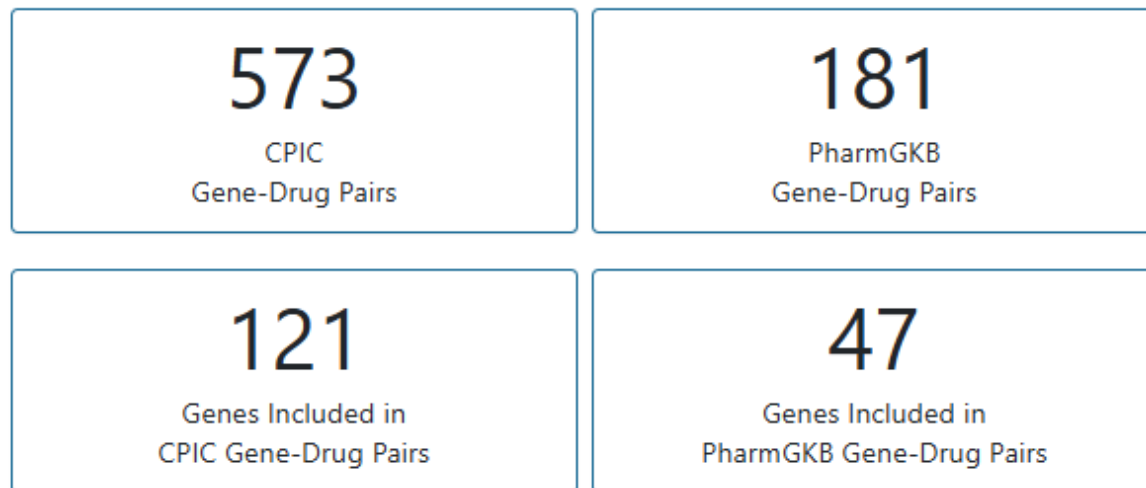 573
CPIC
Gene-Drug Pairs
181
PharmGKB
Gene-Drug Pairs
121
Genes Included in
CPIC Gene-Drug Pairs
47
Genes Included in
PharmGKB Gene-Drug Pairs